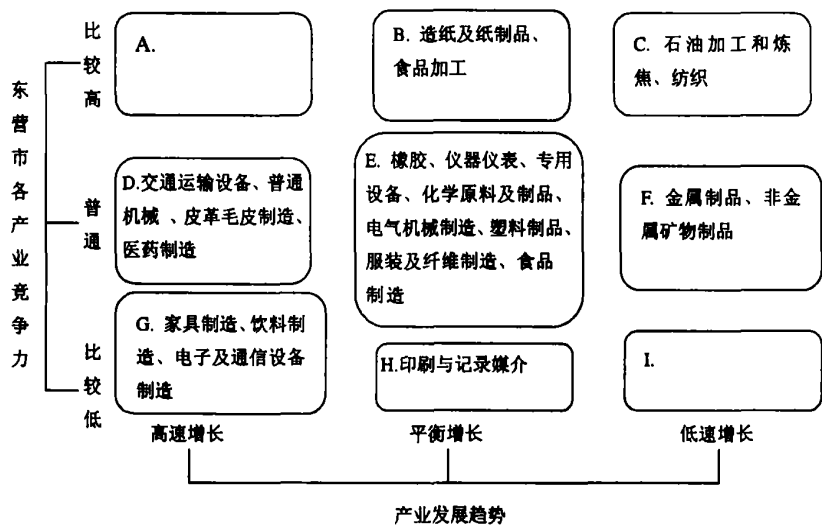 东营市各产业竞争力
比较高
A.
B. 造纸及纸制品、
食品加工
C. 石油加工和炼
焦、纺织
普通
D.交通运输设备、普通
机械 、皮革毛皮制造、
医药制造
E. 橡胶、仪器仪表、专用
设备、化学原料及制品、
电气机械制造、塑料制品、
服装及纤维制造、食品
制造
F. 金属制品、非金
属矿物制品
比较低
G. 家具制造、饮料制
造、电子及通信设备
制造
H.印刷与记录媒介
I.
高速增长
平衡增长
低速增长
产业发展趋势